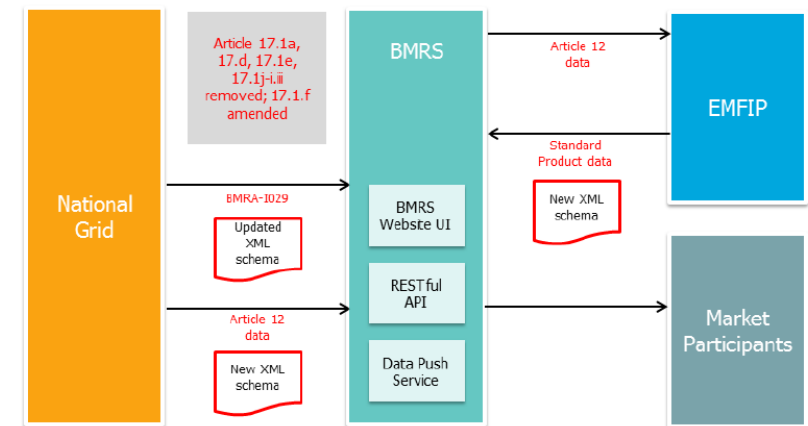 Article 17.1a,
17.d, 17.1e,
17.1j-i.iii
removed; 17.1.f
amended
BMRS
Article 12
data
EMFIP
Standard
Product data
New XML
schema
National
Grid
BMRA-I029
Updated
XML
schema
BMRS
Website UI
RESTful
API
Article 12
data
New XML
schema
Data Push
Service
Market
Participants